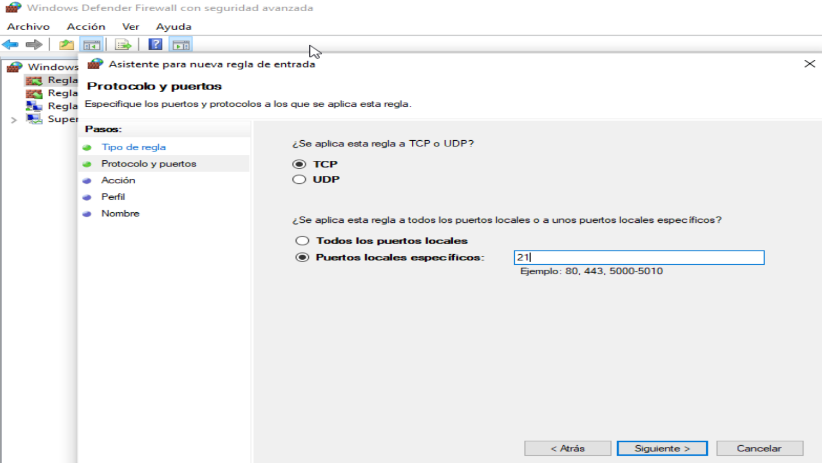 Windows Defender Firewall con seguridad avanzada
Archivo Acción Ver Ayuda
Windows
Regla
Regla
Regla
Super
Asistente para nueva regla de entrada
Protocolo y puertos
Especifique los puertos y protocolos a los que se aplica esta regla.
Pasos:
Tipo de regla
Protocolo y puertos
Acción
Perfil
Nombre
¿Se aplica esta regla a TCP o UDP?
TCP
UDP
¿Se aplica esta regla a todos los puertos locales o a unos puertos locales específicos?
Todos los puertos locales
Puertos locales específicos: 21
Ejemplo: 80, 443, 5000-5010
< Atrás Siguiente > Cancelar